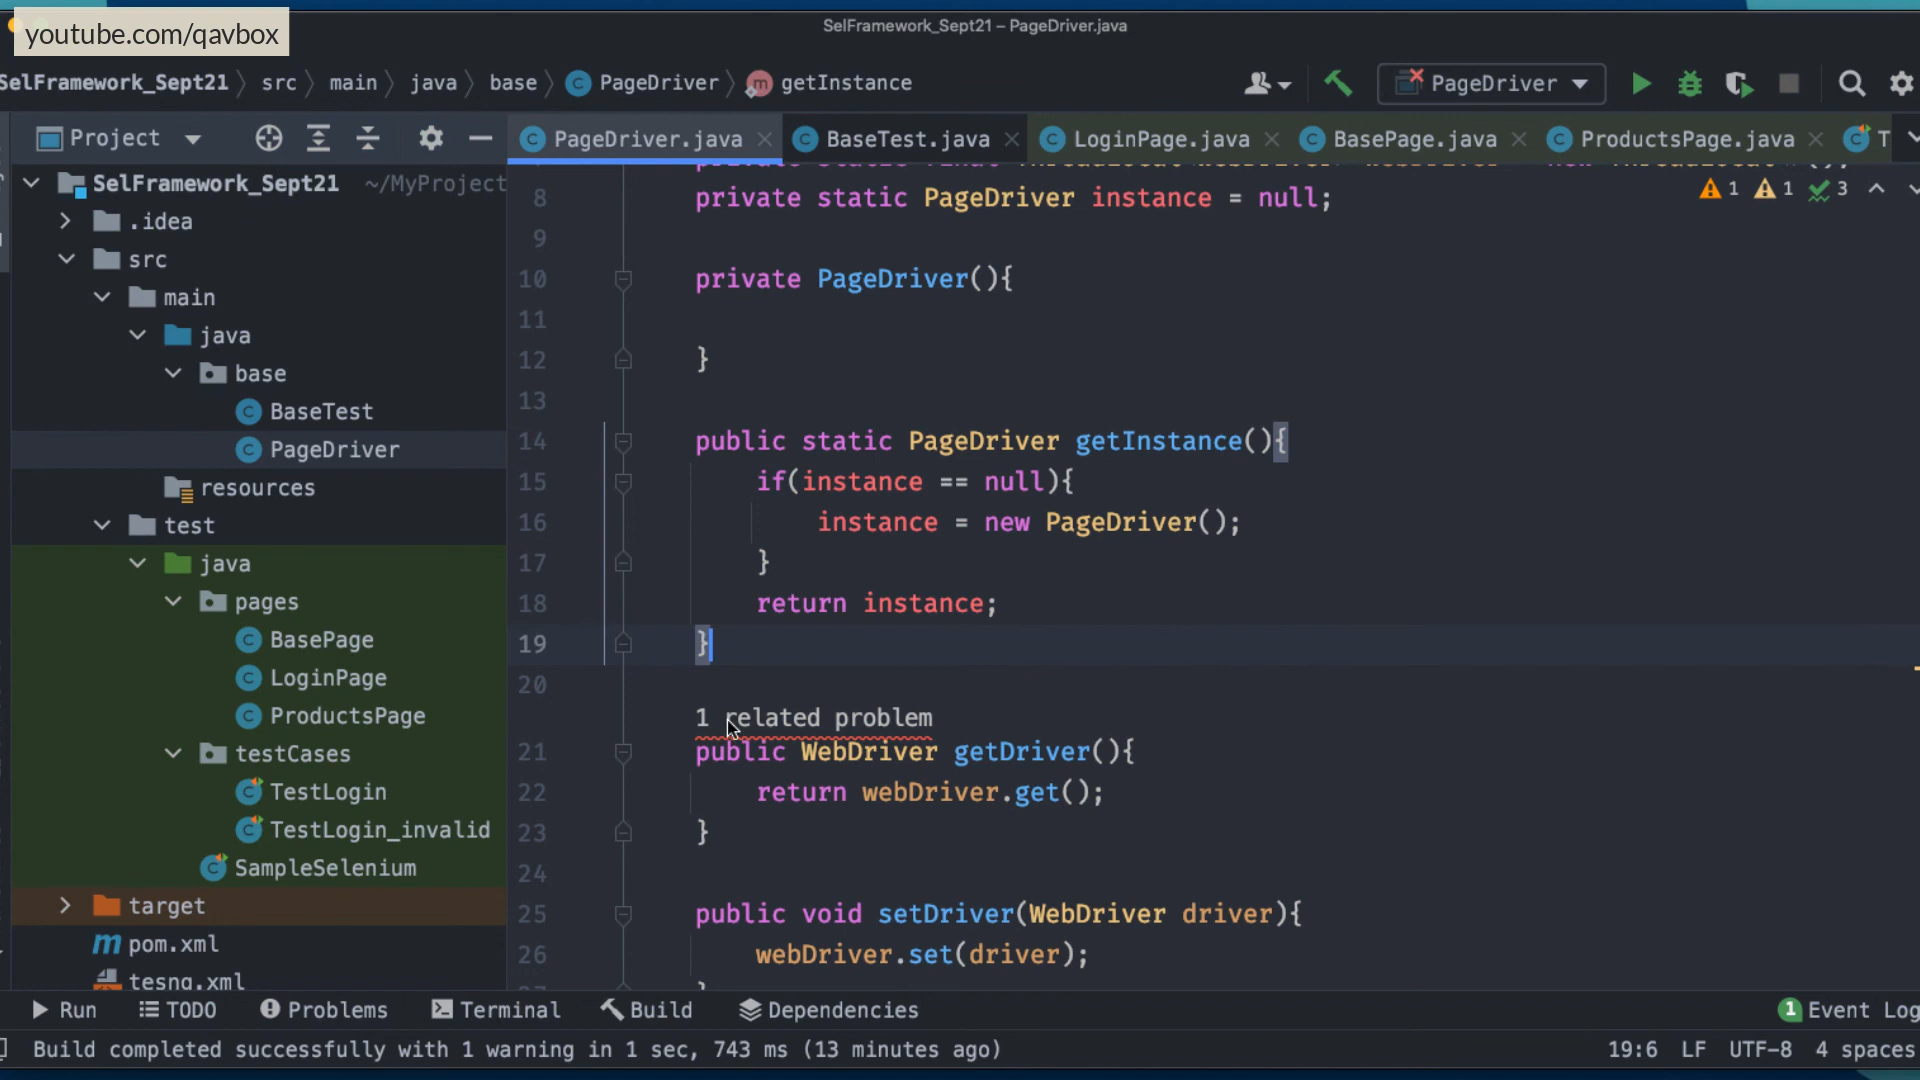 youtube.com/qavbox
SelFramework_Sept21 – PageDriver.java
SelFramework_Sept21 src main java base PageDriver getInstance
PageDriver
Project
PageDriver.java BaseTest.java LoginPage.java BasePage.java ProductsPage.java T
SelFramework_Sept21 ~/MyProject
.idea
src
main
java
base
BaseTest
PageDriver
resources
test
java
pages
BasePage
LoginPage
ProductsPage
testCases
TestLogin
TestLogin_invalid
SampleSelenium
target
pom.xml
tesng.xml
1 1 3
8 private static PageDriver instance = null;
9
10 private PageDriver(){
11
12 }
13
14 public static PageDriver getInstance(){
15 if(instance == null){
16 instance = new PageDriver();
17 }
18 return instance;
19 }
20
1 related problem
21 public WebDriver getDriver(){
22 return webDriver.get();
23 }
24
25 public void setDriver(WebDriver driver){
26 webDriver.set(driver);
Run TODO Problems Terminal Build Dependencies 1 Event Log
Build completed successfully with 1 warning in 1 sec, 743 ms (13 minutes ago) 19:6 LF UTF-8 4 spaces